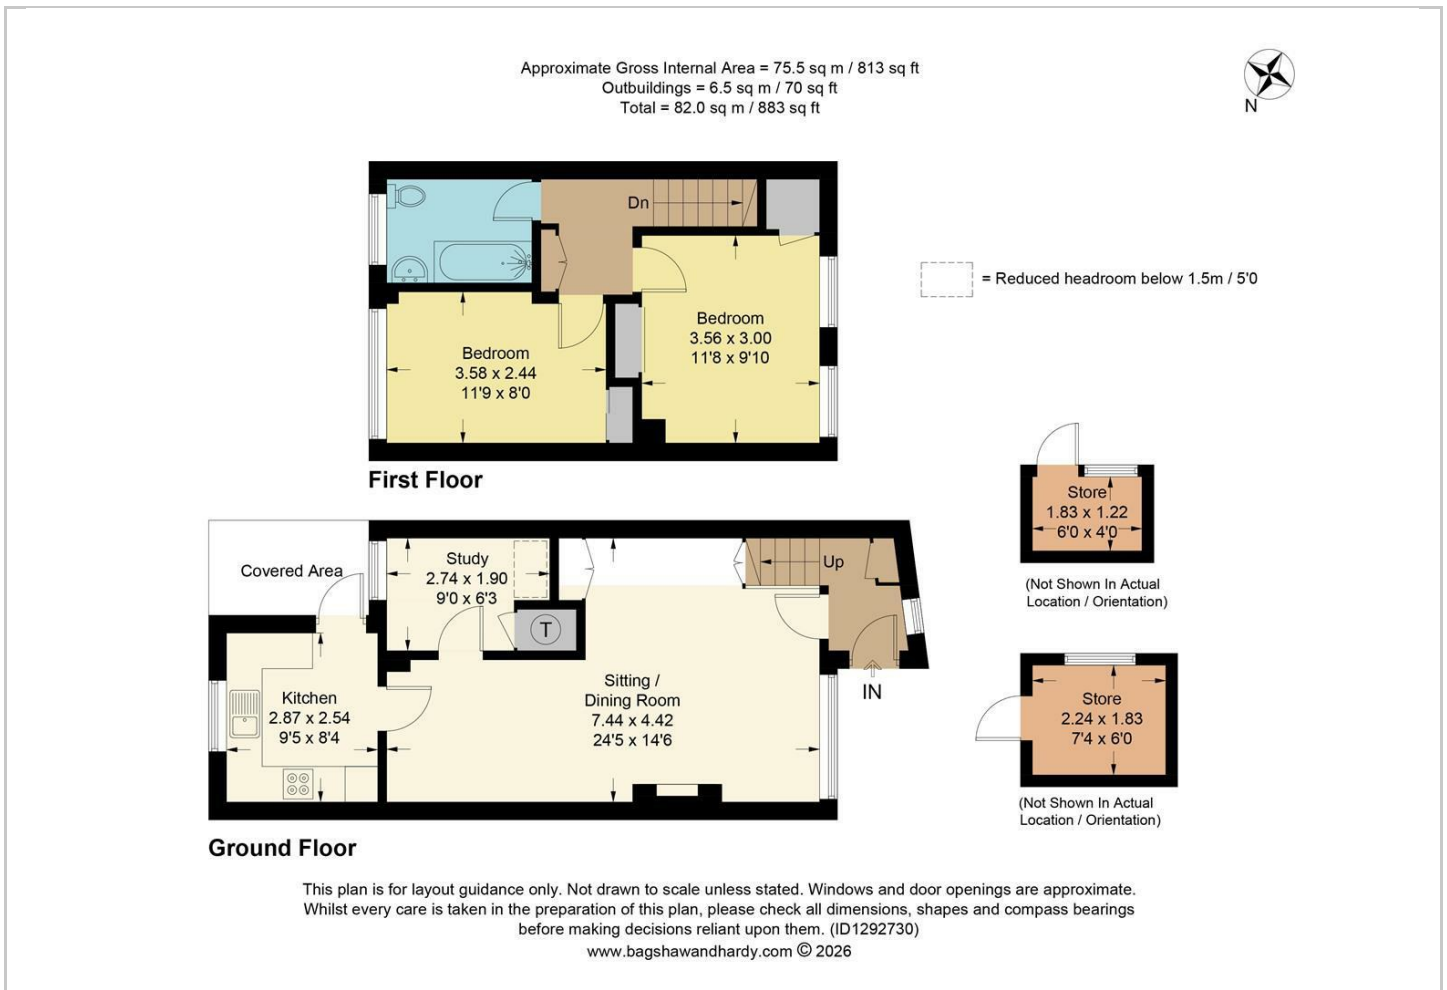 Approximate Gross Internal Area = 75.5 sq m / 813 sq ft
Outbuildings = 6.5 sq m / 70 sq ft
Total = 82.0 sq m / 883 sq ft
N
Dn
= Reduced headroom below 1.5m / 5'0
Bedroom
3.56 x 3.00
11'8 x 9'10
Bedroom
3.58 x 2.44
11'9 x 8'0
First Floor
Store
1.83 x 1.22
6'0 x 4'0
(Not Shown In Actual
Location / Orientation)
Covered Area
Study
2.74 x 1.90
9'0 x 6'3
Up
T
IN
Kitchen
2.87 x 2.54
9'5 x 8'4
Sitting /
Dining Room
7.44 x 4.42
24'5 x 14'6
Store
2.24 x 1.83
7'4 x 6'0
(Not Shown In Actual
Location / Orientation)
Ground Floor
This plan is for layout guidance only. Not drawn to scale unless stated. Windows and door openings are approximate.
Whilst every care is taken in the preparation of this plan, please check all dimensions, shapes and compass bearings
before making decisions reliant upon them. (ID1292730)
www.bagshawandhardy.com © 2026